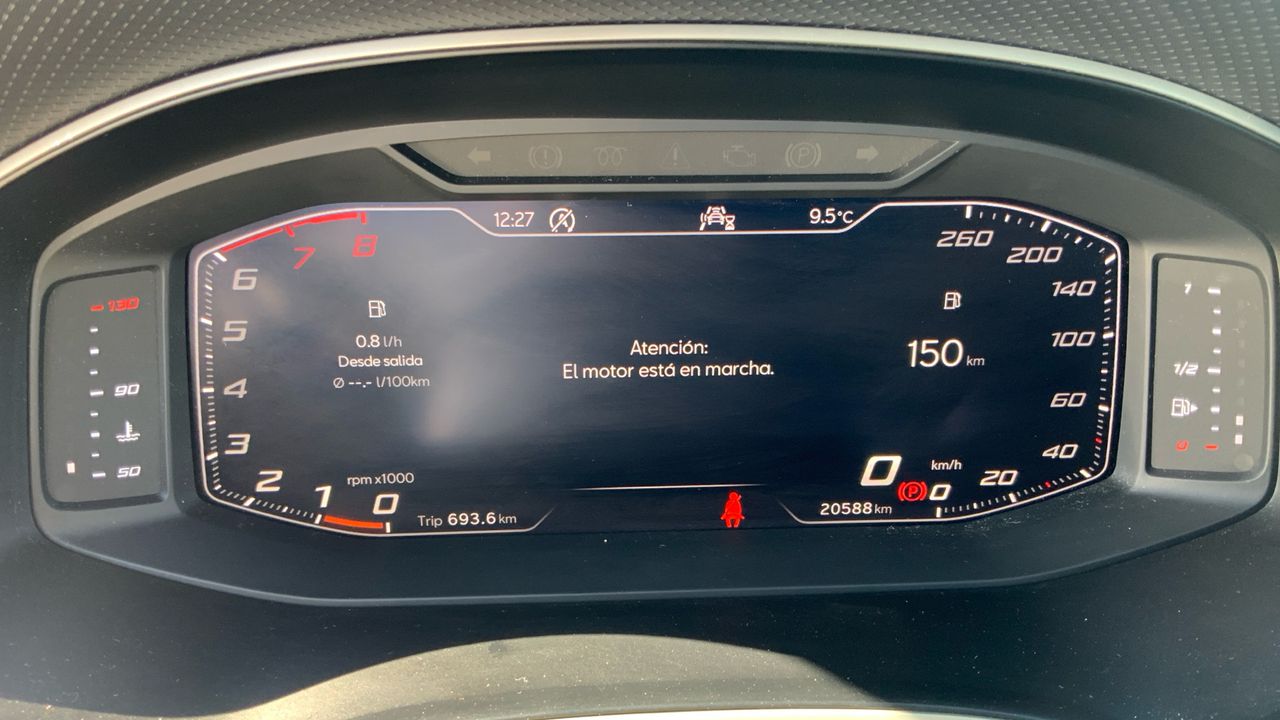 12:27
9.5°C
130
90
50
8
7
6
5
4
3
2
1
0
rpm x1000
0.8 l/h
Desde salida
Ø --.- l/100km
Atención:
El motor está en marcha.
150 km
260
200
140
100
60
40
20
0
0 km/h
P
Trip 693.6 km
20588 km
1
1/2
0